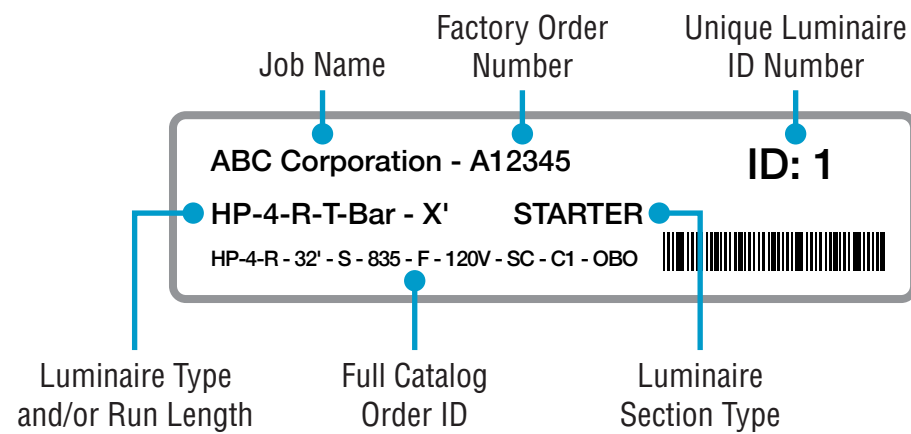 Job Name
Factory Order
Number
Unique Luminaire
ID Number
ABC Corporation - A12345
ID: 1
HP-4-R-T-Bar - X'
STARTER
HP-4-R - 32' - S - 835 - F - 120V - SC - C1 - OBO
Luminaire Type
and/or Run Length
Full Catalog
Order ID
Luminaire
Section Type